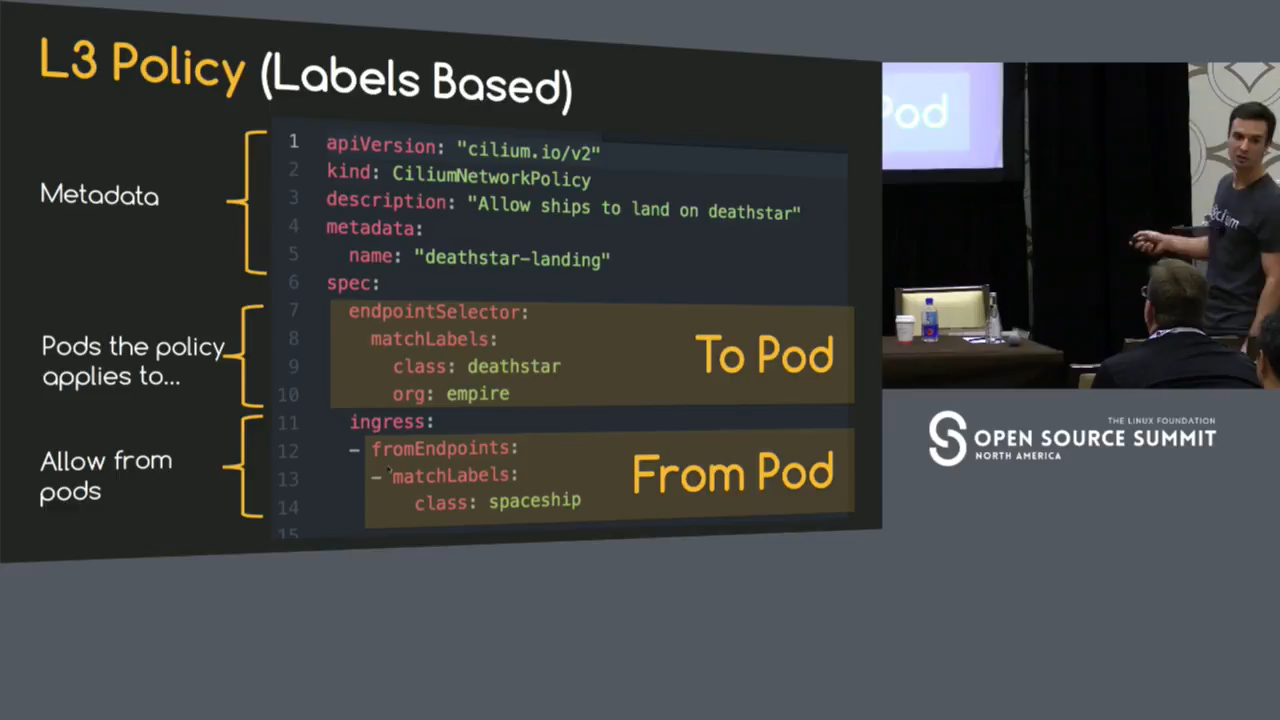 L3 Policy (Labels Based)
Metadata
Pods the policy
applies to...
Allow from
pods
1 apiVersion: "cilium.io/v2"
2 kind: CiliumNetworkPolicy
3 description: "Allow ships to land on deathstar"
4 metadata:
5 name: "deathstar-landing"
6 spec:
7 endpointSelector:
8 matchLabels:
9 class: deathstar
10 org: empire
11 ingress:
12 - fromEndpoints:
13 - matchLabels:
14 class: spaceship
15
To Pod
From Pod
Pod
cilium
THE LINUX FOUNDATION
OPEN SOURCE SUMMIT
NORTH AMERICA